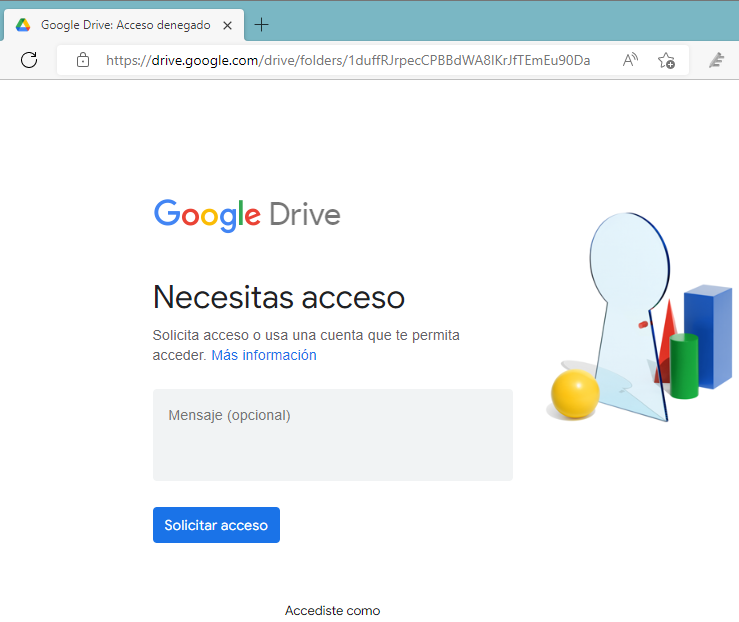 Google Drive: Acceso denegado
https://drive.google.com/drive/folders/1duffRJrpecCPBBdWA8IKrJfTEmEu90Da
Google Drive
Necesitas acceso
Solicita acceso o usa una cuenta que te permita
acceder. Más información
Mensaje (opcional)
Solicitar acceso
Accediste como